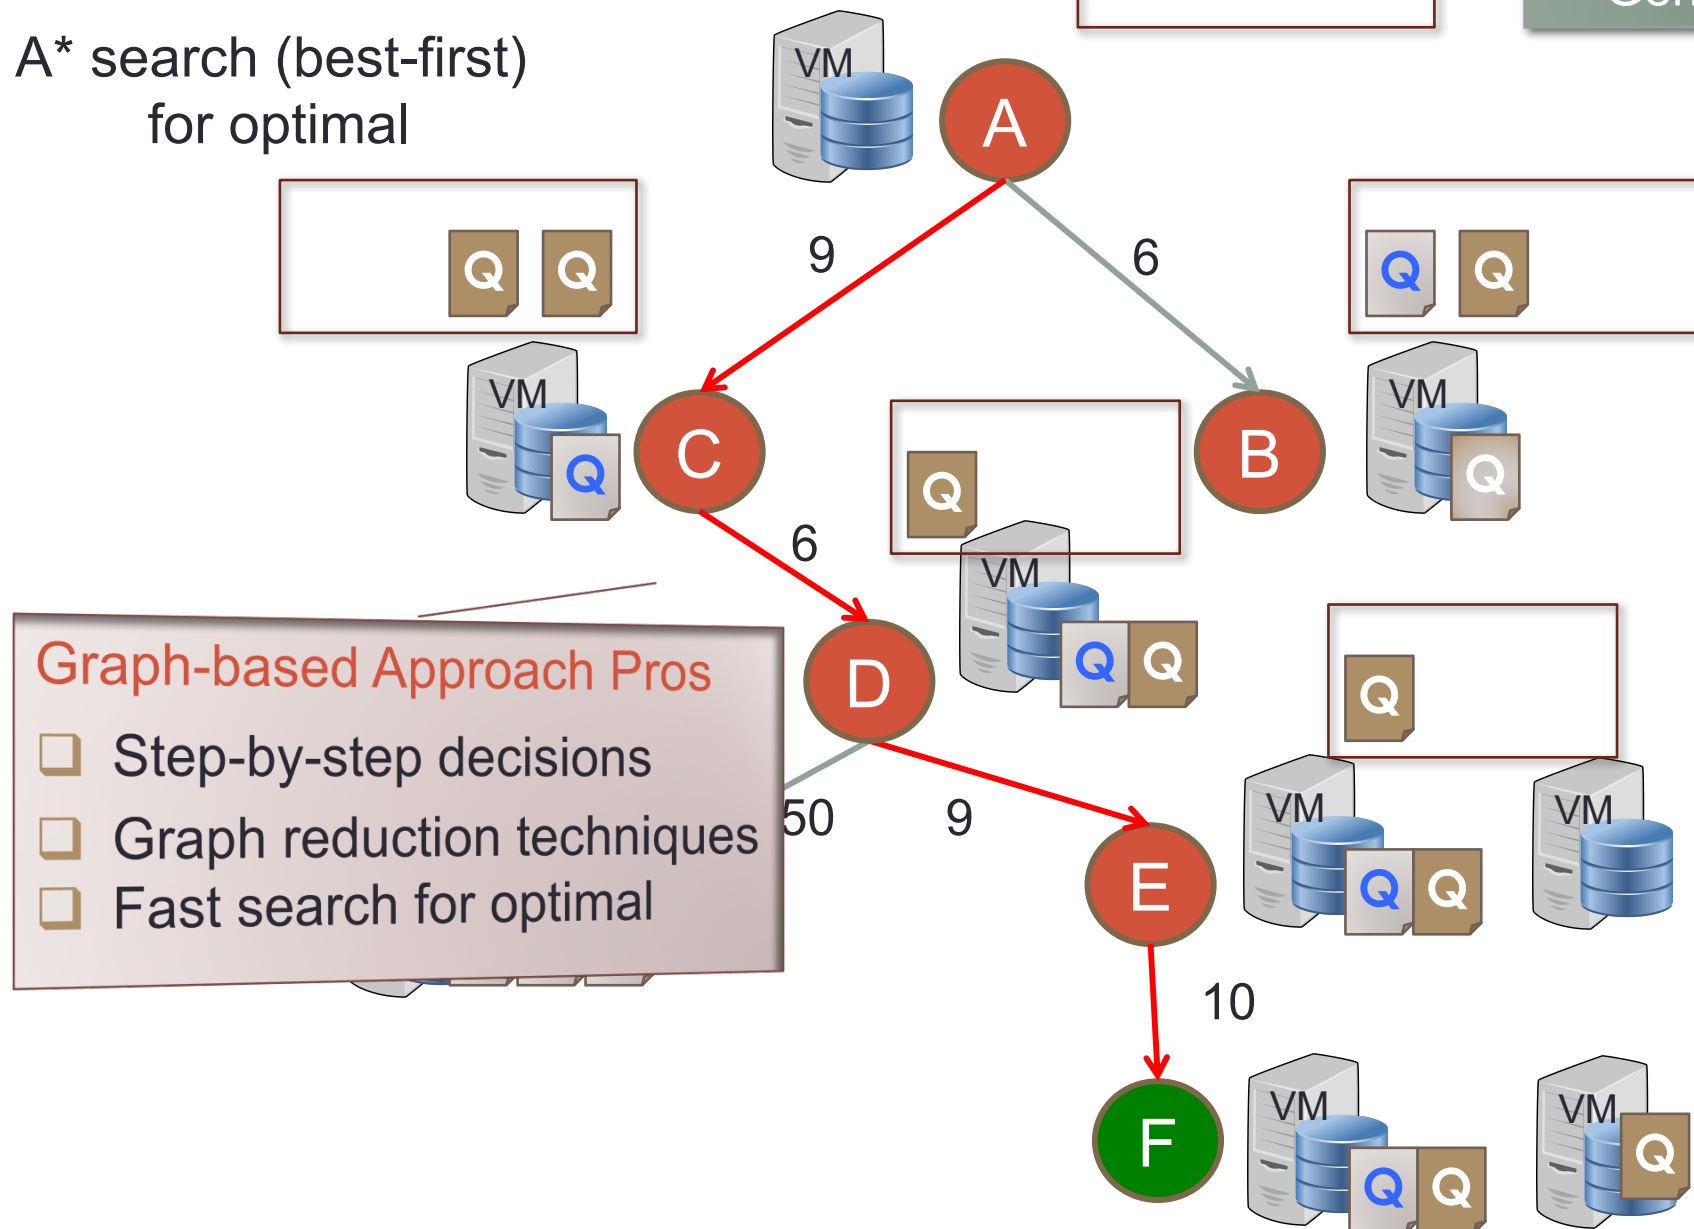 A* search (best-first)
for optimal
VM
A
9
6
Q Q
Q Q
VM
Q
C
Q
B
VM
Q
6
VM
Q Q
D
Graph-based Approach Pros
Step-by-step decisions
Graph reduction techniques
Fast search for optimal
50
9
Q
E
VM
Q Q
VM
10
F
VM
Q Q
VM
Q